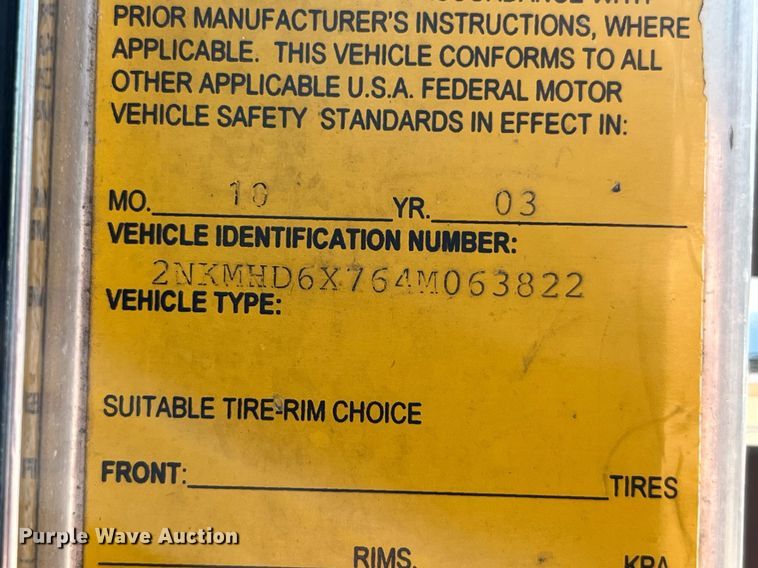 PRIOR MANUFACTURER'S INSTRUCTIONS, WHERE
APPLICABLE. THIS VEHICLE CONFORMS TO ALL
OTHER APPLICABLE U.S.A. FEDERAL MOTOR
VEHICLE SAFETY STANDARDS IN EFFECT IN:
MO. 10 YR. 03
VEHICLE IDENTIFICATION NUMBER:
2NKMHD6X764M063822
VEHICLE TYPE:
SUITABLE TIRE-RIM CHOICE
FRONT: TIRES
RIMS. KPA
Purple Wave Auction